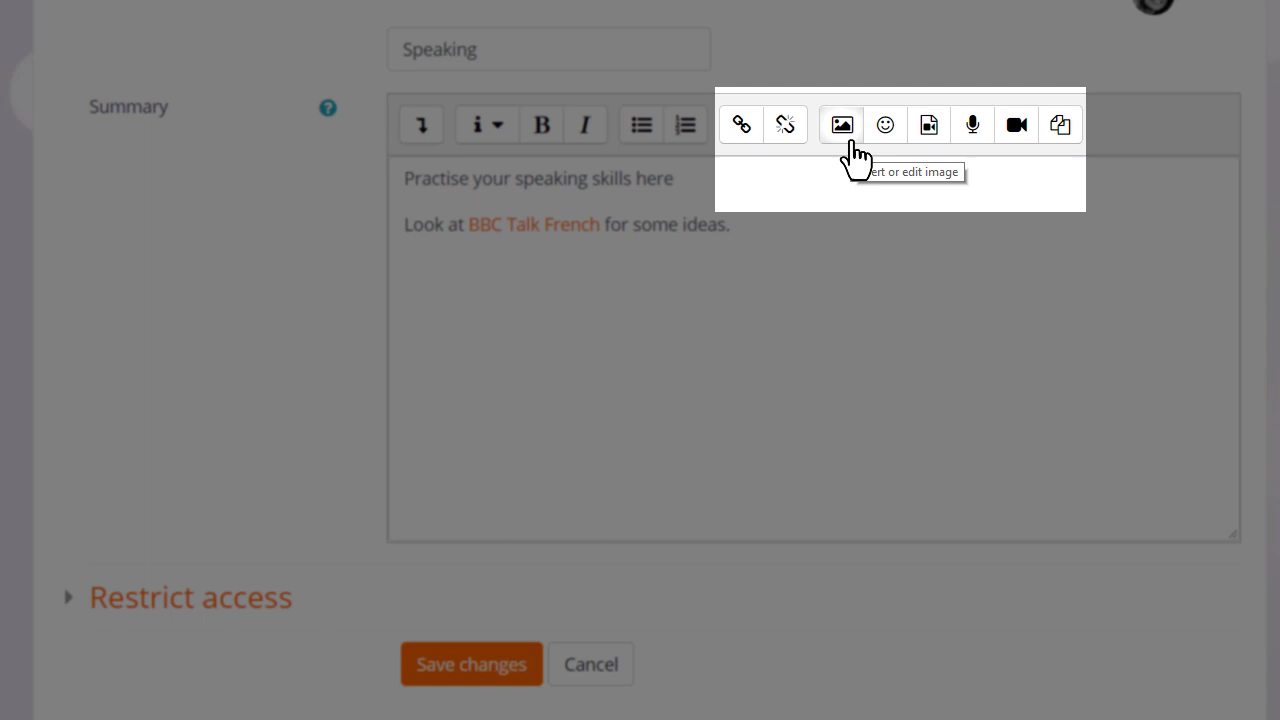 Speaking
Summary
i B I
Practise your speaking skills here
Look at BBC Talk French for some ideas.
ert or edit image
Restrict access
Save changes
Cancel